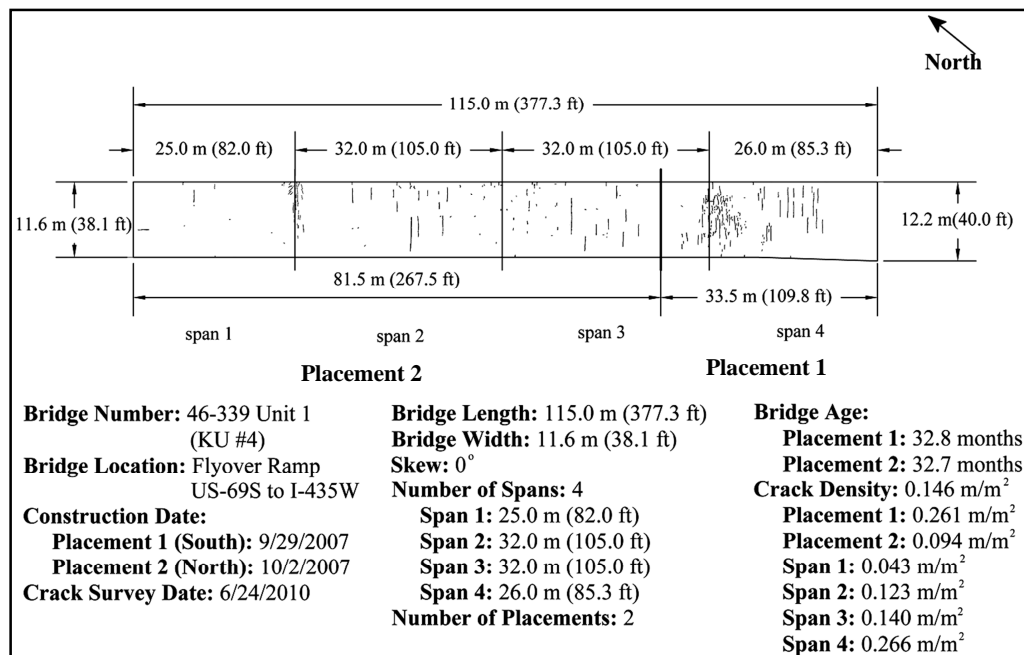 North
115.0 m (377.3 ft)
25.0 m (82.0 ft)
32.0 m (105.0 ft)
32.0 m (105.0 ft)
26.0 m (85.3 ft)
11.6 m (38.1 ft)
12.2 m(40.0 ft)
81.5 m (267.5 ft)
33.5 m (109.8 ft)
span 1
span 2
span 3
span 4
Placement 2
Placement 1
Bridge Number: 46-339 Unit 1
(KU #4)
Bridge Location: Flyover Ramp
US-69S to I-435W
Construction Date:
Placement 1 (South): 9/29/2007
Placement 2 (North): 10/2/2007
Crack Survey Date: 6/24/2010
Bridge Length: 115.0 m (377.3 ft)
Bridge Width: 11.6 m (38.1 ft)
Skew: 0°
Number of Spans: 4
Span 1: 25.0 m (82.0 ft)
Span 2: 32.0 m (105.0 ft)
Span 3: 32.0 m (105.0 ft)
Span 4: 26.0 m (85.3 ft)
Number of Placements: 2
Bridge Age:
Placement 1: 32.8 months
Placement 2: 32.7 months
Crack Density: 0.146 m/m²
Placement 1: 0.261 m/m²
Placement 2: 0.094 m/m²
Span 1: 0.043 m/m²
Span 2: 0.123 m/m²
Span 3: 0.140 m/m²
Span 4: 0.266 m/m²